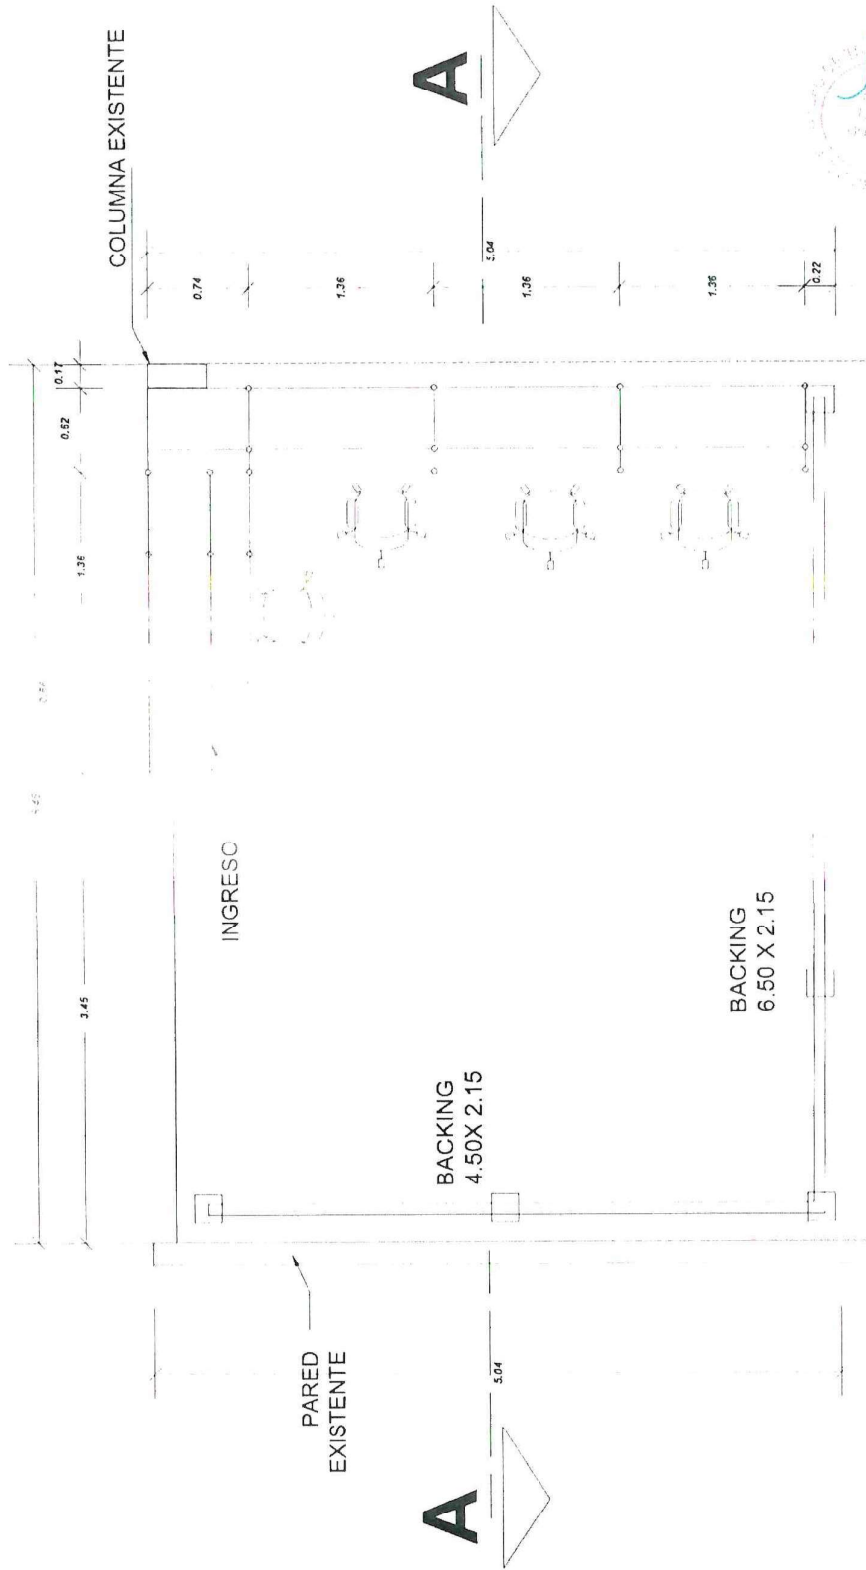 COLUMNA EXISTENTE
A
0.17
0.62
1.36
3.45
0.74
1.36
1.36
1.36
0.22
5.04
INGRESO
BACKING
4.50X 2.15
BACKING
6.50 X 2.15
PARED
EXISTENTE
5.04
A